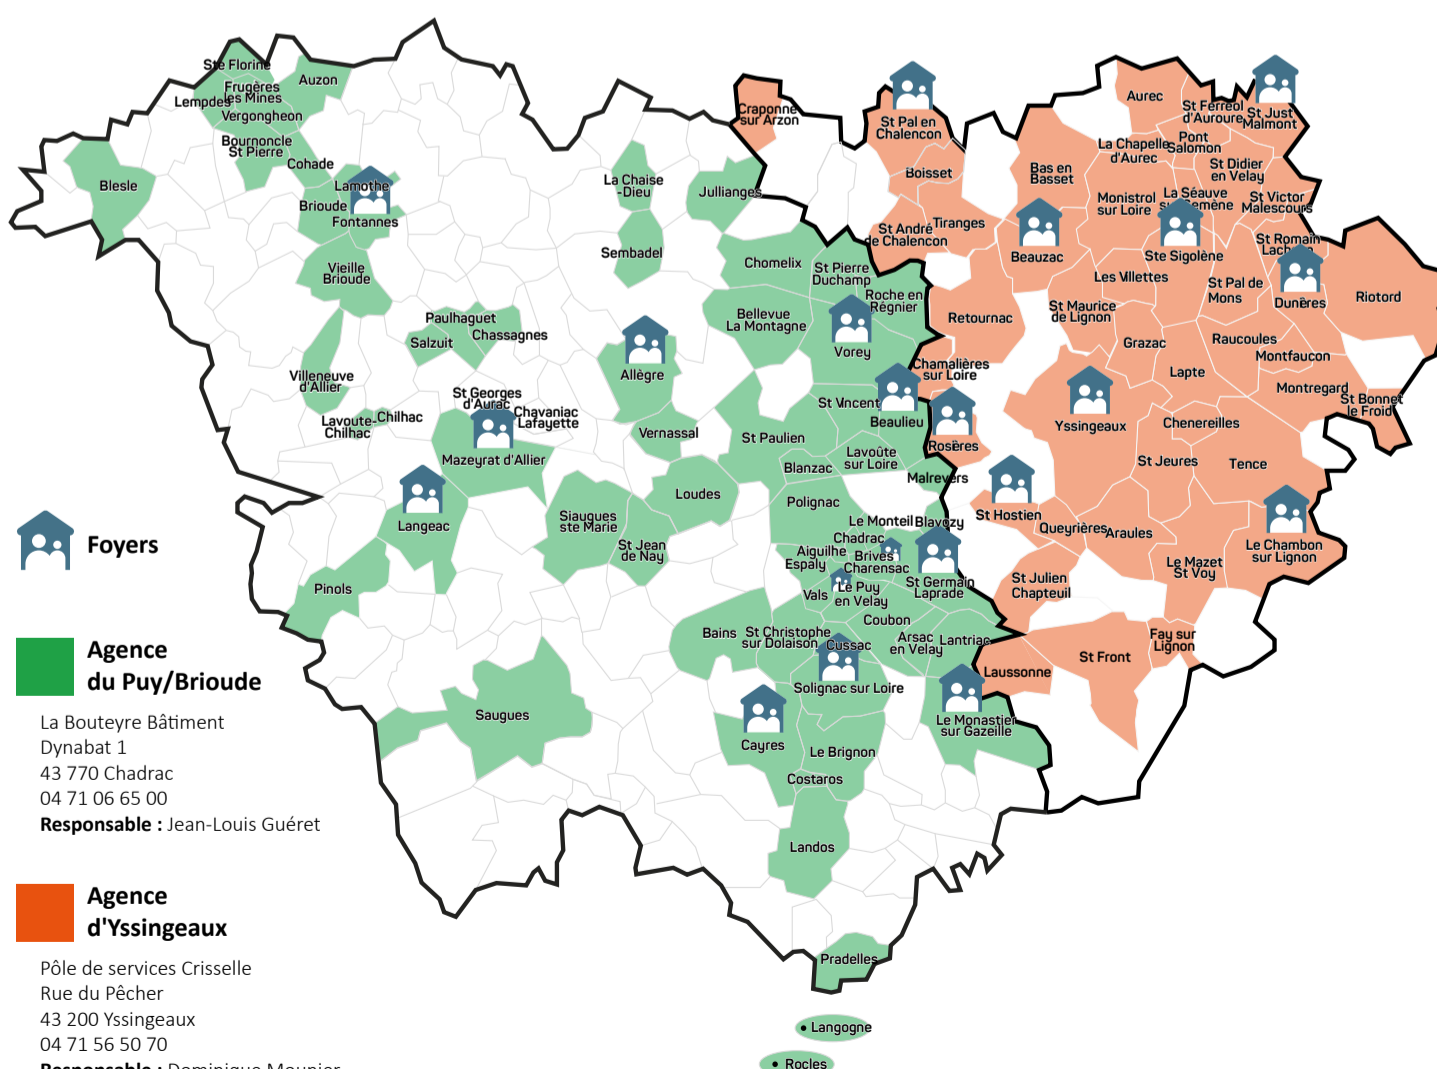 Ste Florine
Auzon
Frugères
les Mines
Lempdes
Vergongheon
Bournoncle
St Pierre
Cohade
Blesle
Lamothe
Brioude
Fontannes
Vieille
Brioude
Paulhaguet
Salzuit
Chassagnes
Villeneuve
d'Allier
Lavoute-
Chilhac
Chilhac
St Georges
d'Aurac
Chavaniac
Lafayette
Mazeyrat d'Allier
Langeac
Pinols
Saugues
Siaugues
ste Marie
St Jean
de Nay
La Chaise
-Dieu
Sembadel
Jullianges
Allègre
Vernassal
Loudes
Chomelix
St Pierre
Duchamp
Roche en
Régnier
Bellevue
La Montagne
Vorey
St Vincent
Beaulieu
St Paulien
Blanzac
Lavoûte
sur Loire
Malrevers
Polignac
Le Monteil
Blavozy
Chadrac
Aiguilhe
Espaly
Brives
Charensac
Vals
Le Puy
en Velay
St Germain
Laprade
Coubon
Bains
St Christophe
sur Dolaison
Cussac
Arsac
en Velay
Lantriac
Solignac sur Loire
Cayres
Le Brignon
Le Monastier
sur Gazeille
Costaros
Landos
Pradelles
• Langogne
• Rocles
Craponne
sur Arzon
St Pal en
Chalencon
Boisset
St André
de Chalencon
Tiranges
Bas en
Basset
Beauzac
Aurec
St Ferreol
d'Auroure
St Just
Malmont
La Chapelle
d'Aurec
Pont
Salomon
St Didier
en Velay
Monistrol
sur Loire
La Séauve
sur Semène
St Victor
Malescours
Ste Sigolène
St Romain
Lachalm
Les Villettes
St Pal de
Mons
Dunères
Riotord
Retournac
St Maurice
de Lignon
Grazac
Raucoules
Montfaucon
Chamalières
sur Loire
Lapte
Montregard
St Bonnet
le Froid
Rosères
Yssingeaux
Chenereilles
St Jeures
Tence
St Hostien
Queyrières
Araules
Le Mazet
St Voy
Le Chambon
sur Lignon
St Julien
Chapteuil
Laussonne
St Front
Fay sur
Lignon
Foyers
Agence
du Puy/Brioude
La Bouteyre Bâtiment
Dynabat 1
43 770 Chadrac
04 71 06 65 00
Responsable : Jean-Louis Guéret
Agence
d'Yssingeaux
Pôle de services Crisselle
Rue du Pêcher
43 200 Yssingeaux
04 71 56 50 70
Responsable : Dominique Meunier